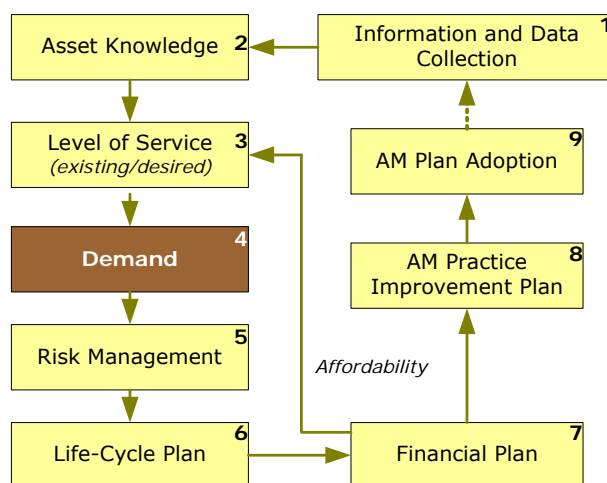 Asset Knowledge 2
Information and Data 1
Collection
Level of Service 3
(existing/desired)
AM Plan Adoption 9
Demand 4
AM Practice 8
Improvement Plan
Risk Management 5
Affordability
Life-Cycle Plan 6
Financial Plan 7